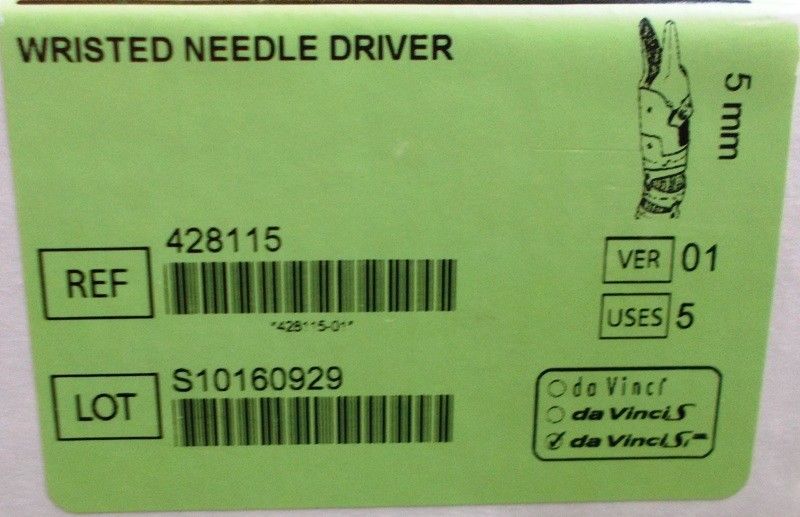 WRISTED NEEDLE DRIVER
5 mm
428115
REF
*428115-01*
VER 01
USES 5
S10160929
LOT
da Vinci
da Vinci S
da Vinci Si™